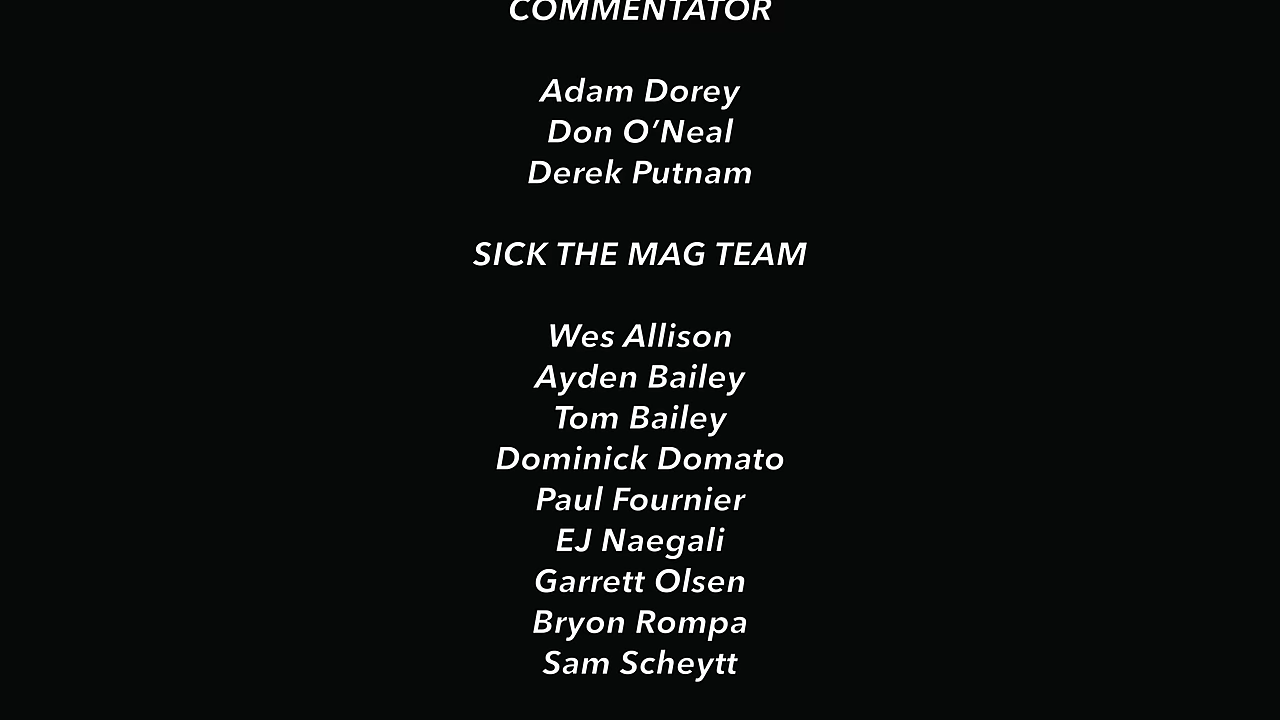 COMMENTATOR
Adam Dorey
Don O’Neal
Derek Putnam
SICK THE MAG TEAM
Wes Allison
Ayden Bailey
Tom Bailey
Dominick Domato
Paul Fournier
EJ Naegali
Garrett Olsen
Bryon Rompa
Sam Scheytt